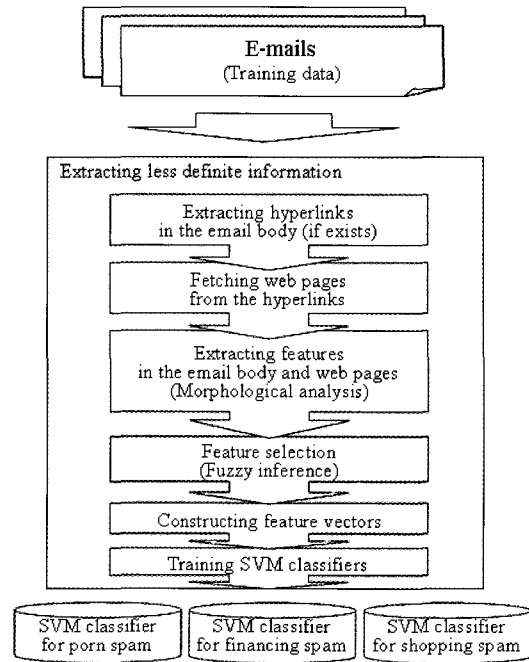 E-mails
(Training data)
Extracting less definite information
Extracting hyperlinks
in the email body (if exists)
Fetching web pages
from the hyperlinks
Extracting features
in the email body and web pages
(Morphological analysis)
Feature selection
(Fuzzy inference)
Constructing feature vectors
Training SVM classifiers
SVM classifier
for porn spam
SVM classifier
for financing spam
SVM classifier
for shopping spam